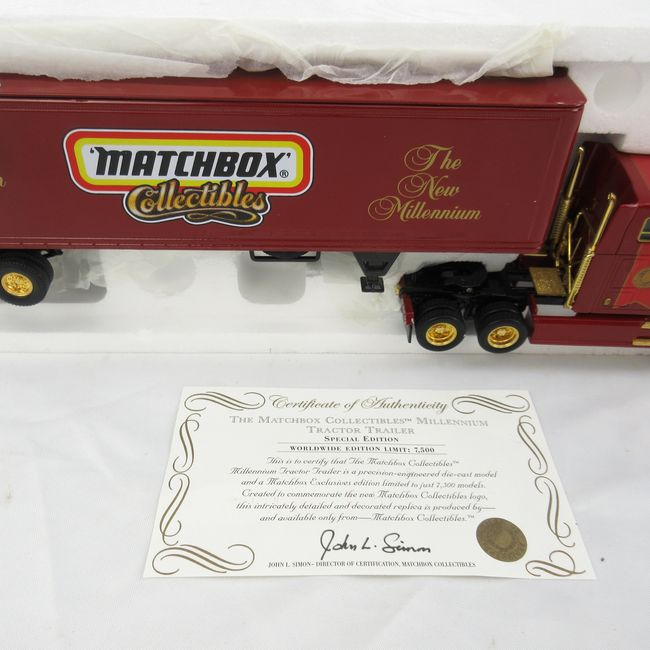 'MATCHBOX'®
Collectibles
The
New
Millennium
Certificate of Authenticity
THE MATCHBOX COLLECTIBLES™ MILLENNIUM
TRACTOR TRAILER
SPECIAL EDITION
WORLDWIDE EDITION LIMIT: 7,500
This is to certify that The Matchbox Collectibles™
Millennium Tractor Trailer is a precision-engineered die-cast model
and a Matchbox Exclusives edition limited to just 7,500 models.
Created to commemorate the new Matchbox Collectibles logo,
this intricately detailed and decorated replica is produced by—
and available only from—Matchbox Collectibles.™
John L. Simon
JOHN L. SIMON– DIRECTOR OF CERTIFICATION, MATCHBOX COLLECTIBLES